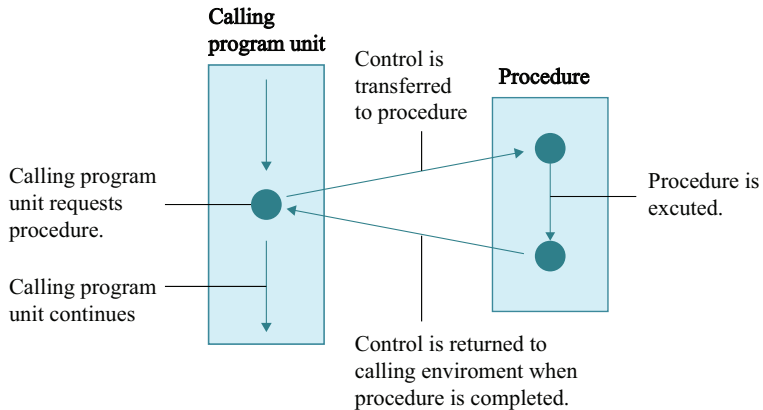 Calling
program unit
Control is
transferred
to procedure
Procedure
Calling program
unit requests
procedure.
Procedure is
excuted.
Calling program
unit continues
Control is returned to
calling enviroment when
procedure is completed.